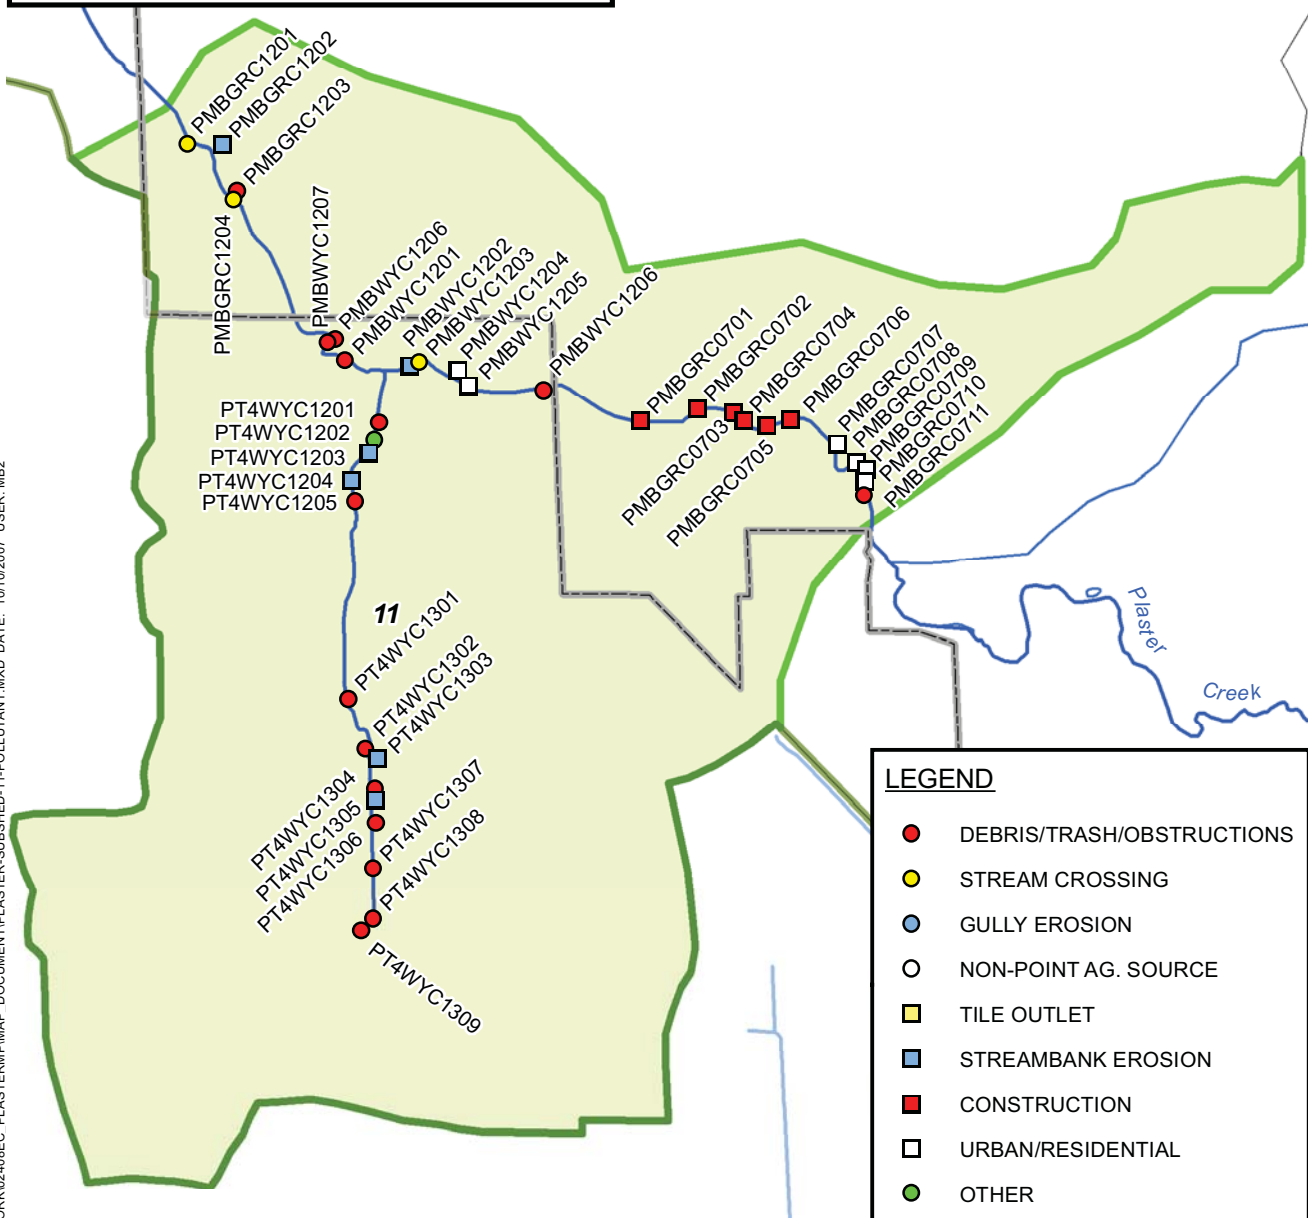 PMBGRC1201
PMBGRC1202
PMBGRC1203
PMBGRC1204
PMBWYC1207
PMBWYC1206
PMBWYC1201
PMBWYC1202
PMBWYC1203
PMBWYC1204
PMBWYC1205
PMBWYC1206
PMBGRC0701
PMBGRC0702
PMBGRC0703
PMBGRC0704
PMBGRC0705
PMBGRC0706
PMBGRC0707
PMBGRC0708
PMBGRC0709
PMBGRC0710
PMBGRC0711
PT4WYC1201
PT4WYC1202
PT4WYC1203
PT4WYC1204
PT4WYC1205
11
PT4WYC1301
PT4WYC1302
PT4WYC1303
PT4WYC1304
PT4WYC1305
PT4WYC1306
PT4WYC1307
PT4WYC1308
PT4WYC1309
Plaster
Creek
LEGEND
DEBRIS/TRASH/OBSTRUCTIONS
STREAM CROSSING
GULLY EROSION
NON-POINT AG. SOURCE
TILE OUTLET
STREAMBANK EROSION
CONSTRUCTION
URBAN/RESIDENTIAL
OTHER